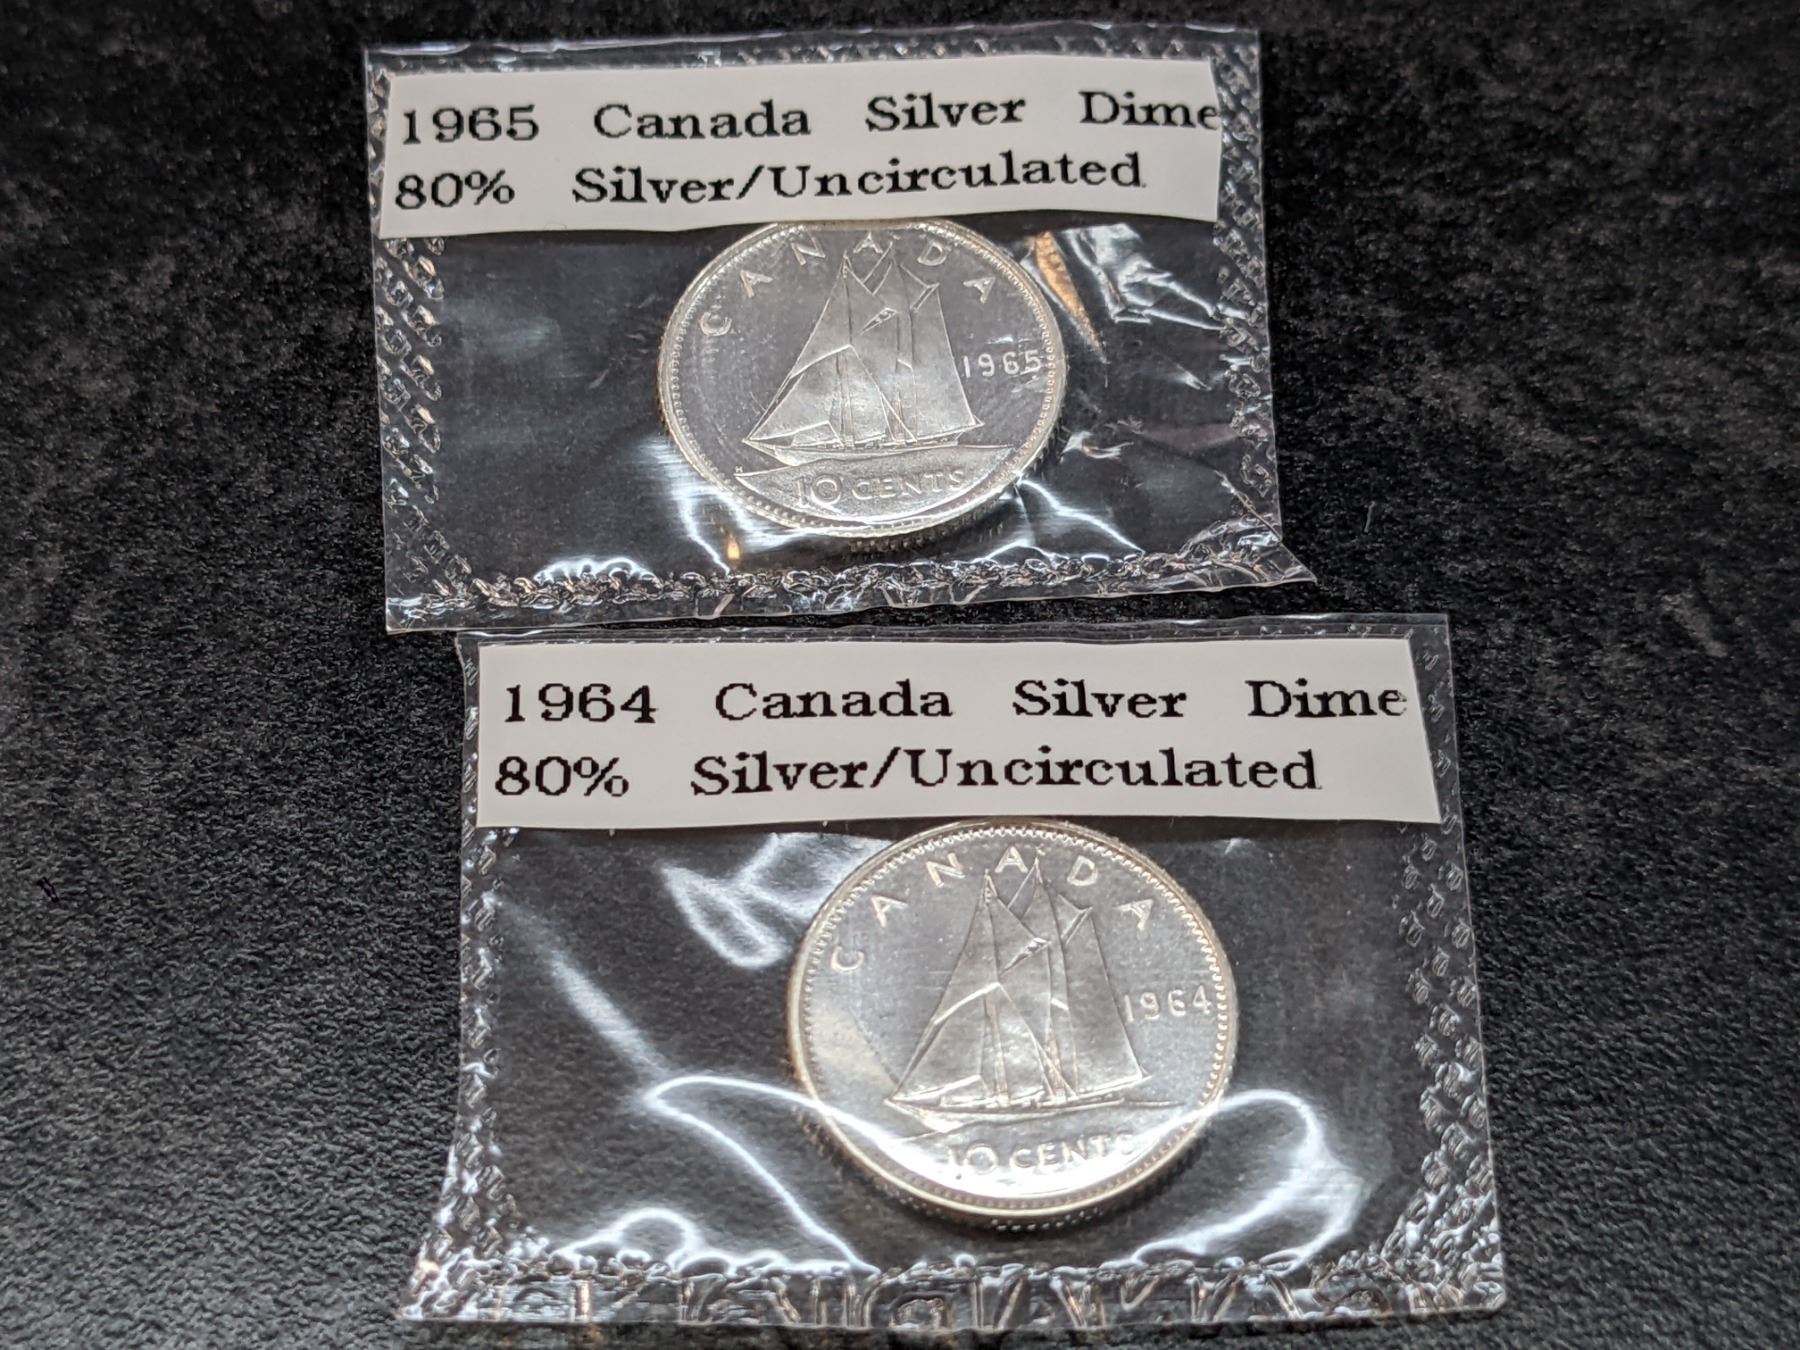 1965 Canada Silver Dime
80% Silver/Uncirculated
CANADA
1965
H
10 CENTS
1964 Canada Silver Dime
80% Silver/Uncirculated
CANADA
1964
10 CENTS